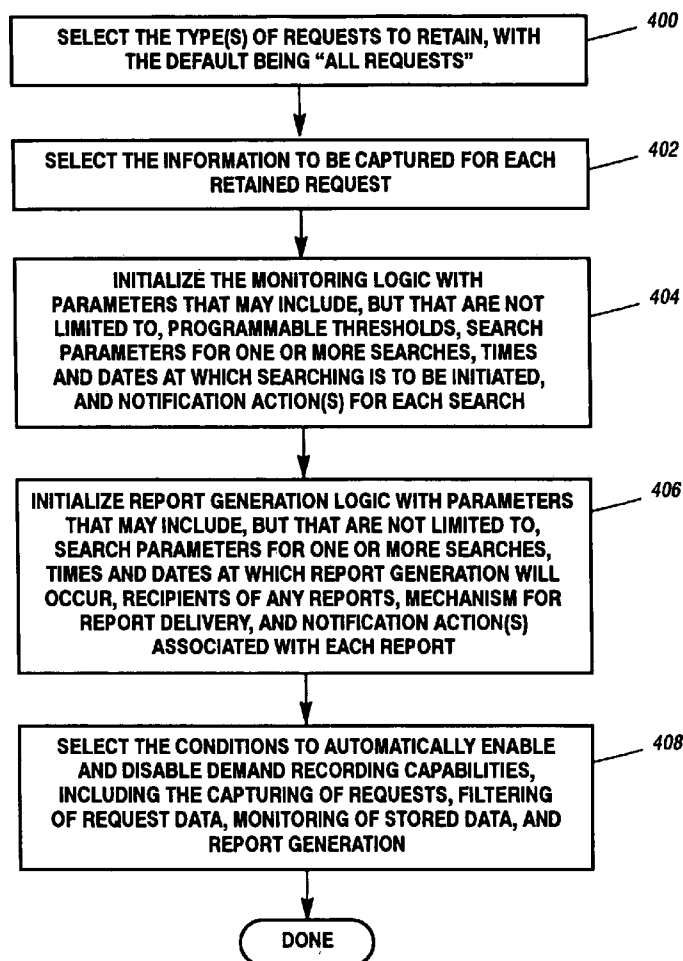 SELECT THE TYPE(S) OF REQUESTS TO RETAIN, WITH
THE DEFAULT BEING "ALL REQUESTS"
400
SELECT THE INFORMATION TO BE CAPTURED FOR EACH
RETAINED REQUEST
402
INITIALIZE THE MONITORING LOGIC WITH
PARAMETERS THAT MAY INCLUDE, BUT THAT ARE NOT
LIMITED TO, PROGRAMMABLE THRESHOLDS, SEARCH
PARAMETERS FOR ONE OR MORE SEARCHES, TIMES
AND DATES AT WHICH SEARCHING IS TO BE INITIATED,
AND NOTIFICATION ACTION(S) FOR EACH SEARCH
404
INITIALIZE REPORT GENERATION LOGIC WITH PARAMETERS
THAT MAY INCLUDE, BUT THAT ARE NOT LIMITED TO,
SEARCH PARAMETERS FOR ONE OR MORE SEARCHES,
TIMES AND DATES AT WHICH REPORT GENERATION WILL
OCCUR, RECIPIENTS OF ANY REPORTS, MECHANISM FOR
REPORT DELIVERY, AND NOTIFICATION ACTION(S)
ASSOCIATED WITH EACH REPORT
406
SELECT THE CONDITIONS TO AUTOMATICALLY ENABLE
AND DISABLE DEMAND RECORDING CAPABILITIES,
INCLUDING THE CAPTURING OF REQUESTS, FILTERING
OF REQUEST DATA, MONITORING OF STORED DATA, AND
REPORT GENERATION
408
DONE